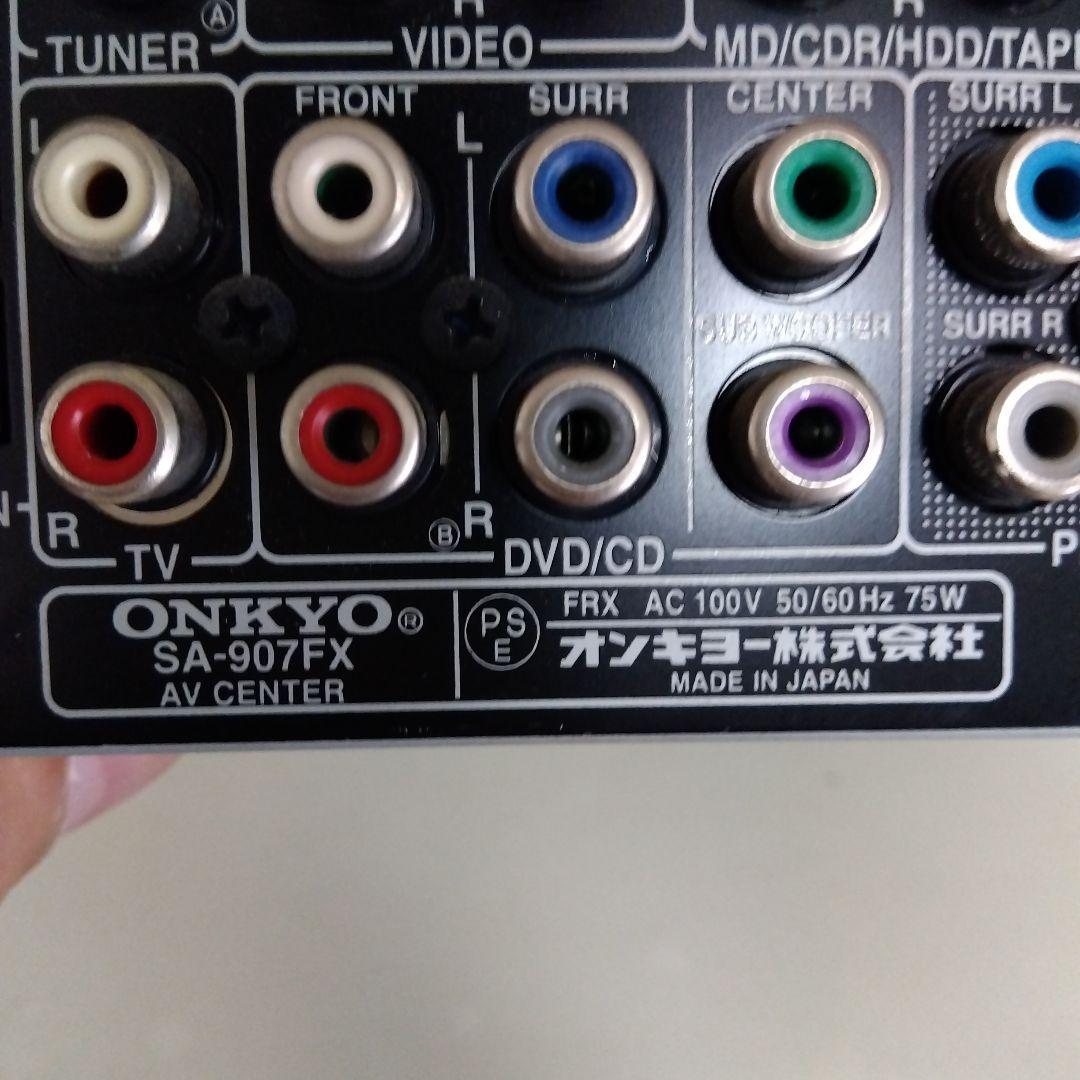 R R
A
TUNER VIDEO MD/CDR/HDD/TAPE
FRONT SURR CENTER SURR L
L L
SUBWOOFER SURR R
R B R
TV DVD/CD P
N
ONKYO®
SA-907FX
AV CENTER
PSE
FRX AC 100V 50/60Hz 75W
オンキヨー株式会社
MADE IN JAPAN